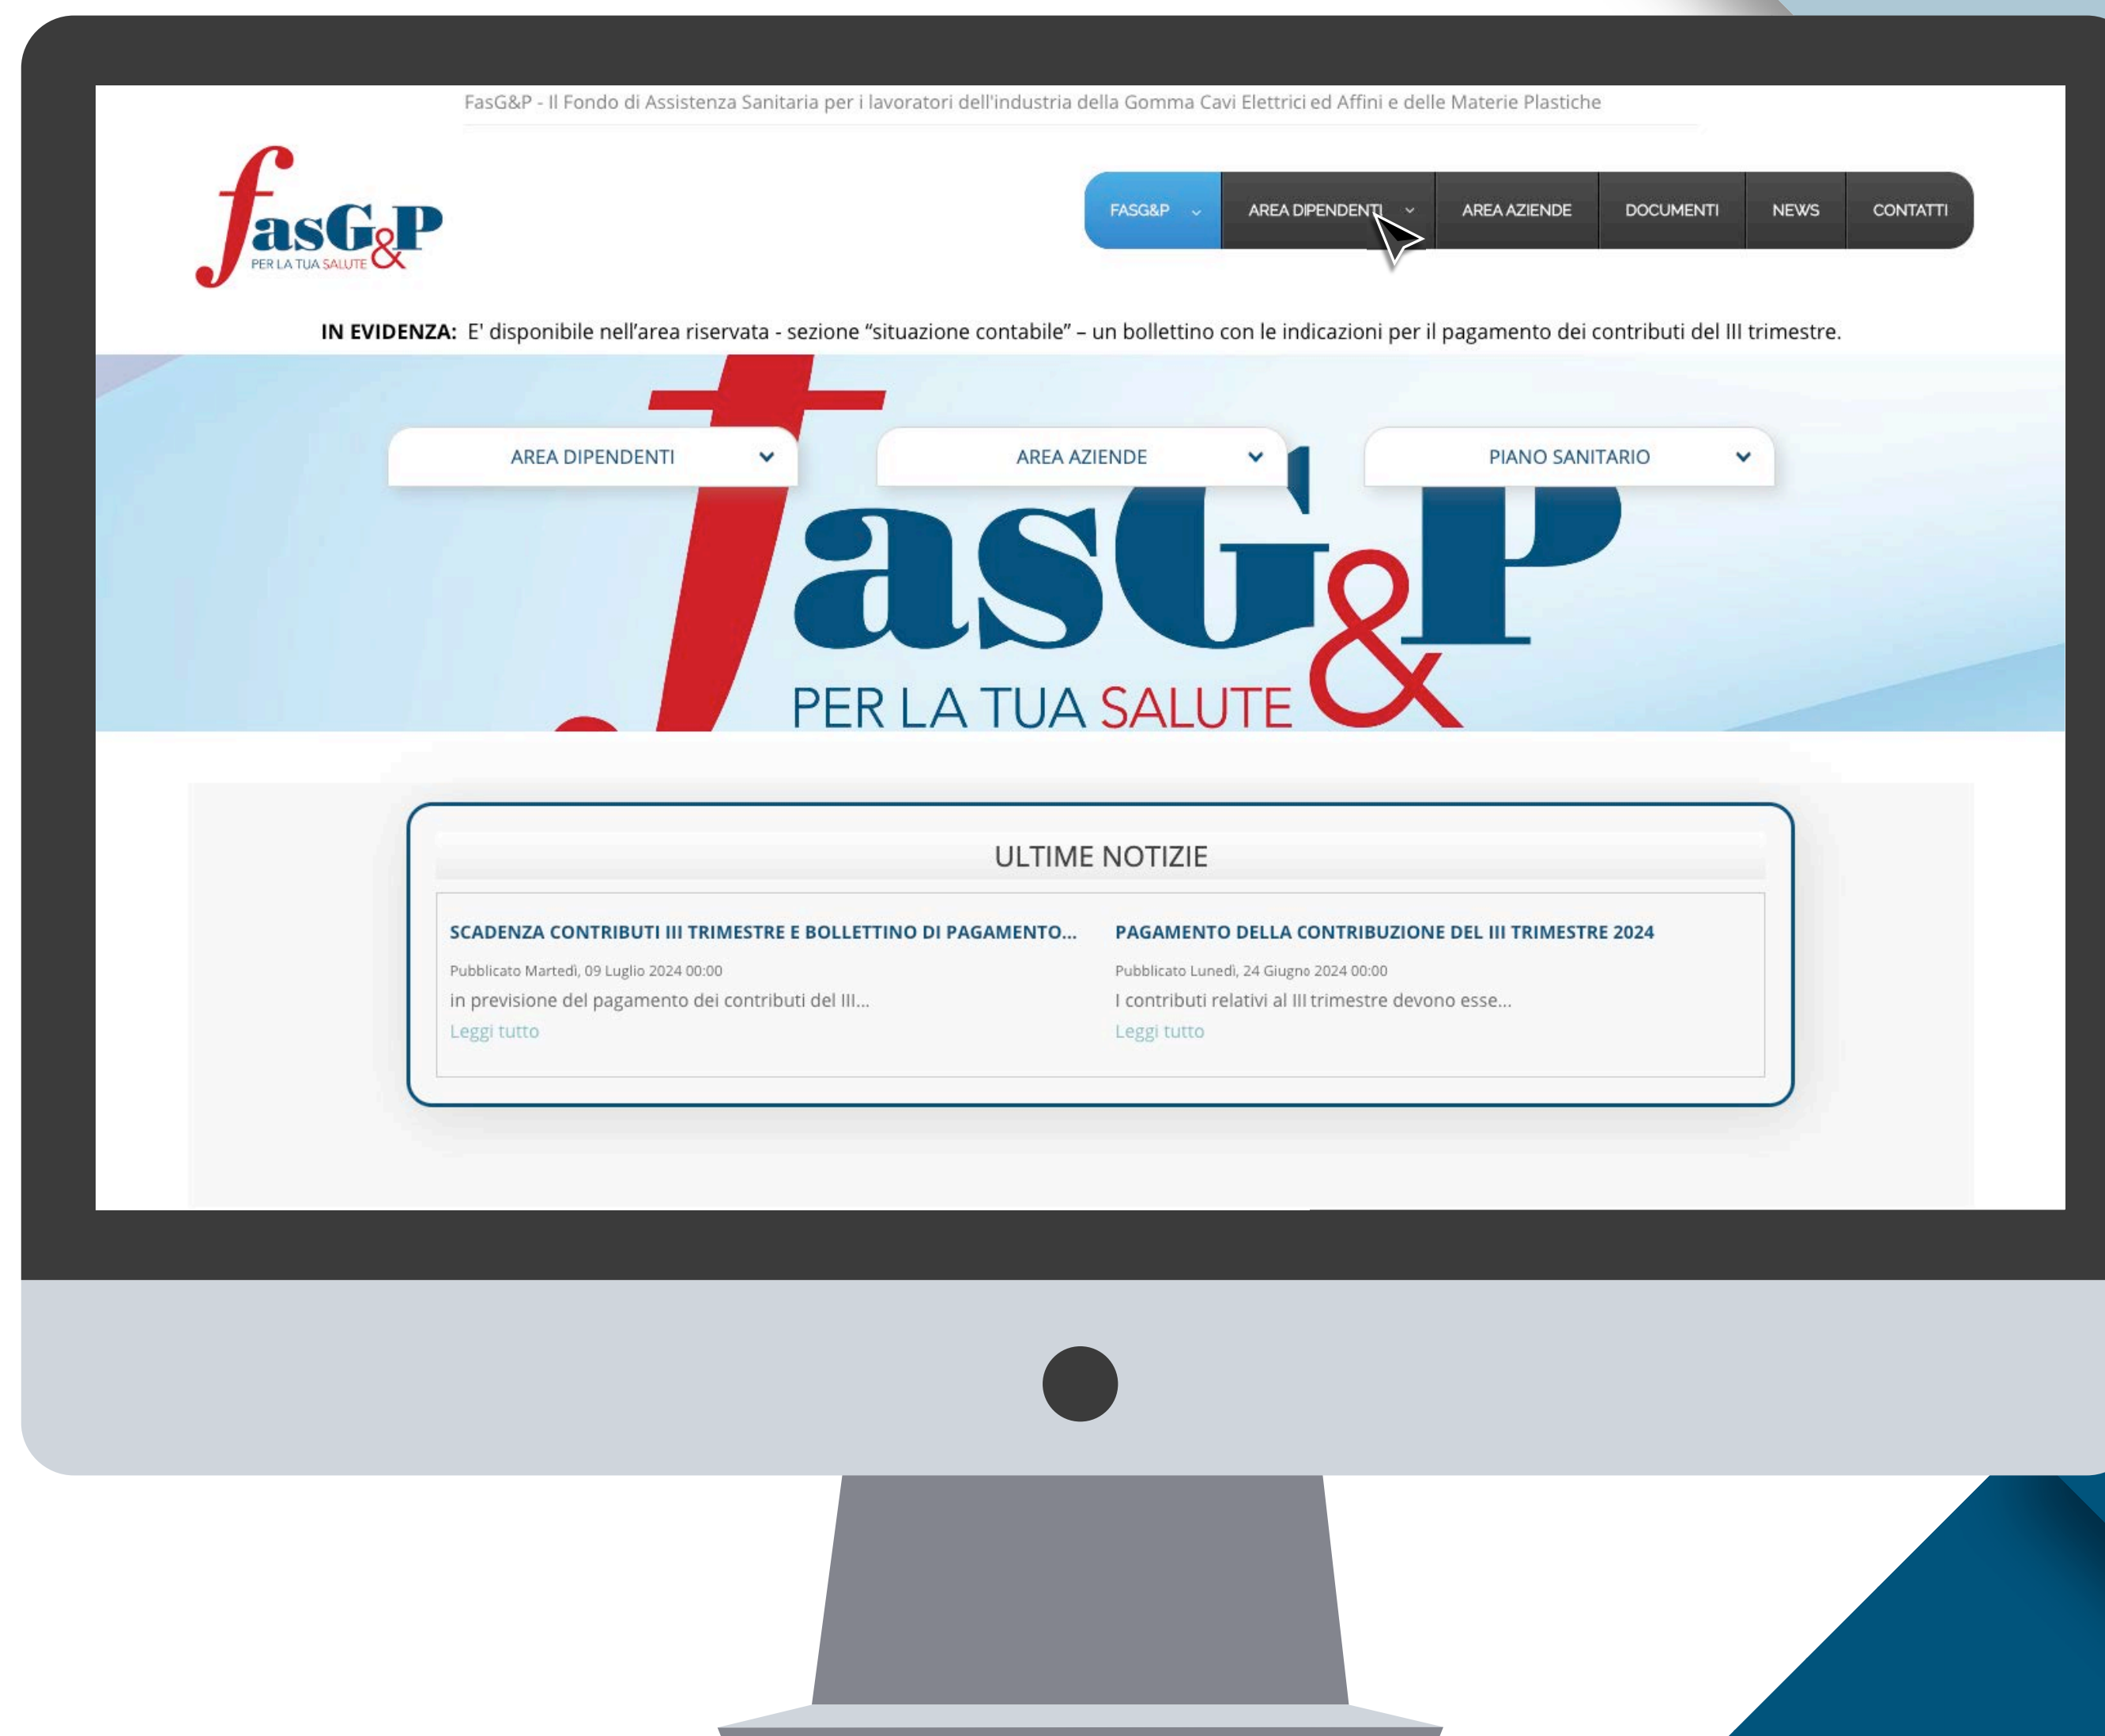 FasG&P - Il Fondo di Assistenza Sanitaria per i lavoratori dell'industria della Gomma Cavi Elettrici ed Affini e delle Materie Plastiche
fasG&P
PER LA TUA SALUTE
FASG&P AREA DIPENDENTI AREA AZIENDE DOCUMENTI NEWS CONTATTI
IN EVIDENZA: E' disponibile nell'area riservata - sezione “situazione contabile” – un bollettino con le indicazioni per il pagamento dei contributi del III trimestre.
AREA DIPENDENTI AREA AZIENDE PIANO SANITARIO
fasG&P
PER LA TUA SALUTE
ULTIME NOTIZIE
SCADENZA CONTRIBUTI III TRIMESTRE E BOLLETTINO DI PAGAMENTO...
Pubblicato Martedì, 09 Luglio 2024 00:00
in previsione del pagamento dei contributi del III...
Leggi tutto
PAGAMENTO DELLA CONTRIBUZIONE DEL III TRIMESTRE 2024
Pubblicato Lunedì, 24 Giugno 2024 00:00
I contributi relativi al III trimestre devono esse...
Leggi tutto